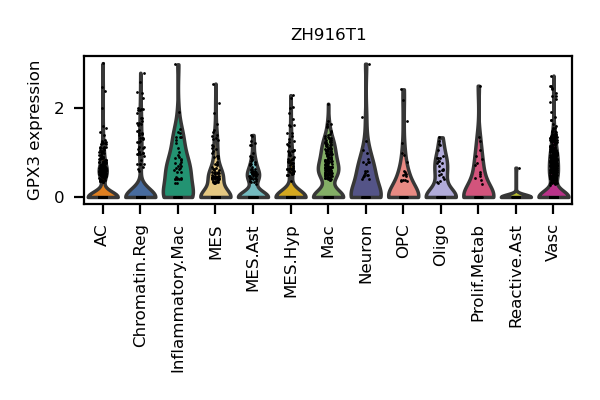 ZH916T1
GPX3 expression
2
0
AC
Chromatin.Reg
Inflammatory.Mac
MES
MES.Ast
MES.Hyp
Mac
Neuron
OPC
Oligo
Prolif.Metab
Reactive.Ast
Vasc